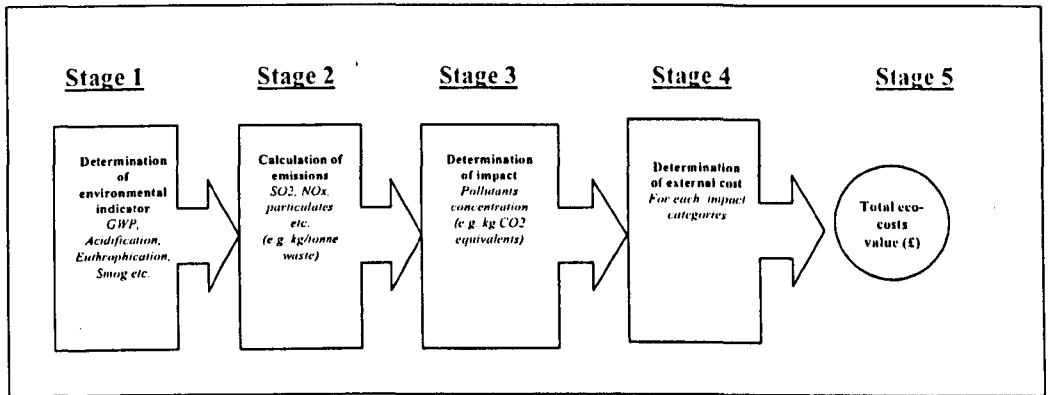 Stage 1
Stage 2
Stage 3
Stage 4
Stage 5
Determination
of
environmental
indicator
GWP,
Acidification,
Euthrophication,
Smog etc.
Calculation of
emissions
SO2, NOx,
particulates
etc.
(e.g. kg/tonne
waste)
Determination
of impact
Pollutants
concentration
(e.g. kg CO2
equivalents)
Determination
of external cost
For each impact
categories
Total eco-
costs
value (£)